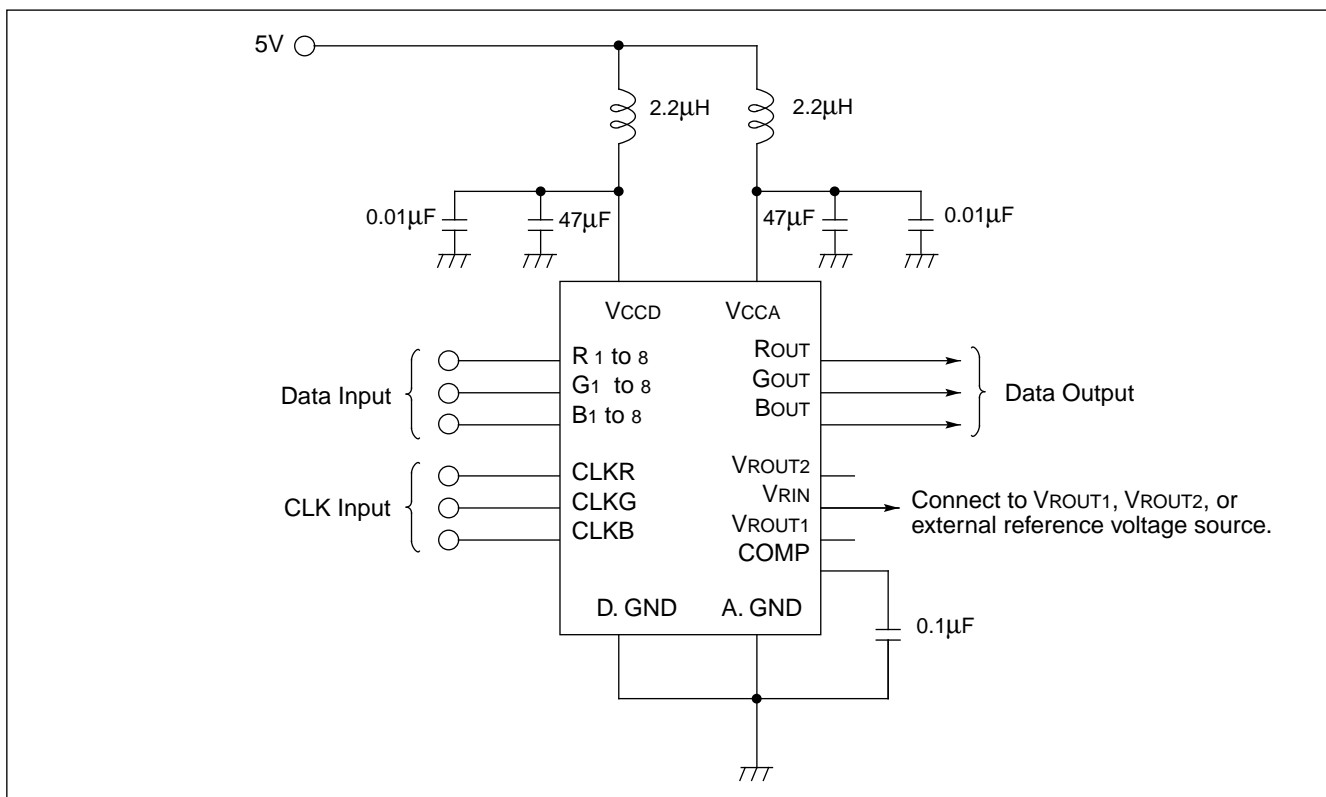 5V
2.2µH
2.2µH
0.01µF
47µF
47µF
0.01µF
VCCD
VCCA
Data Input
R 1 to 8
G1 to 8
B1 to 8
ROUT
GOUT
BOUT
Data Output
CLK Input
CLKR
CLKG
CLKB
VROUT2
VRIN
VROUT1
COMP
Connect to VROUT1, VROUT2, or
external reference voltage source.
D. GND
A. GND
0.1µF